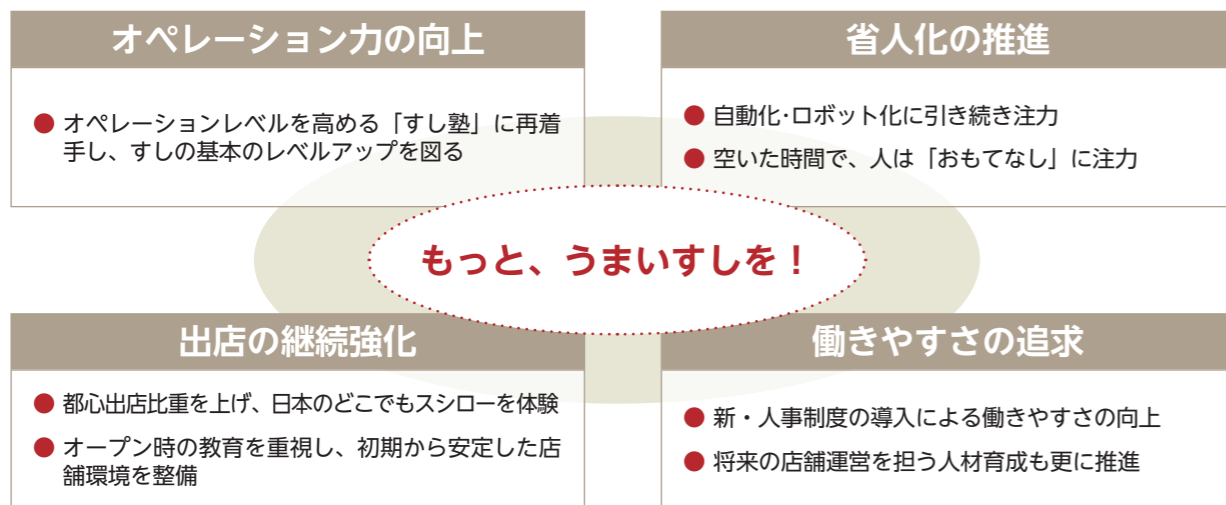 オペレーション力の向上
● オペレーションレベルを高める「すし塾」に再着
手し、すしの基本のレベルアップを図る
省人化の推進
● 自動化・ロボット化に引き続き注力
● 空いた時間で、人は「おもてなし」に注力
もっと、うまいすしを！
出店の継続強化
● 都心出店比重を上げ、日本のどこでもスシローを体験
● オープン時の教育を重視し、初期から安定した店
舗環境を整備
働きやすさの追求
● 新・人事制度の導入による働きやすさの向上
● 将来の店舗運営を担う人材育成も更に推進